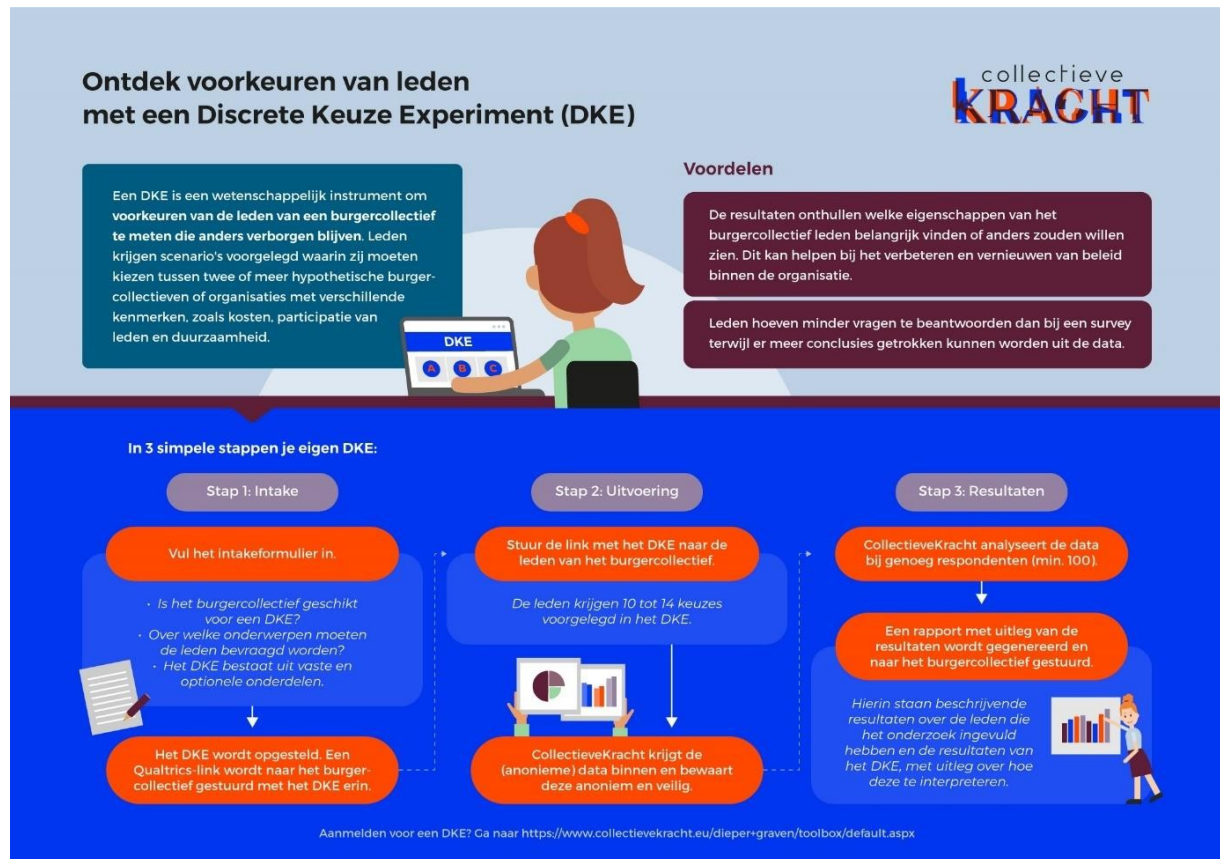 Ontdek voorkeuren van leden
met een Discrete Keuze Experiment (DKE)
collectieve
KRACHT
Een DKE is een wetenschappelijk instrument om
voorkeuren van de leden van een burgercollectief
te meten die anders verborgen blijven. Leden
krijgen scenario's voorgelegd waarin zij moeten
kiezen tussen twee of meer hypothetische burger-
collectieven of organisaties met verschillende
kenmerken, zoals kosten, participatie van
leden en duurzaamheid.
DKE
A B C
Voordelen
De resultaten onthullen welke eigenschappen van het
burgercollectief leden belangrijk vinden of anders zouden willen
zien. Dit kan helpen bij het verbeteren en vernieuwen van beleid
binnen de organisatie.
Leden hoeven minder vragen te beantwoorden dan bij een survey
terwijl er meer conclusies getrokken kunnen worden uit de data.
In 3 simpele stappen je eigen DKE:
Stap 1: Intake
Vul het intakeformulier in.
• Is het burgercollectief geschikt
voor een DKE?
• Over welke onderwerpen moeten
de leden bevraagd worden?
• Het DKE bestaat uit vaste en
optionele onderdelen.
Het DKE wordt opgesteld. Een
Qualtrics-link wordt naar het burger-
collectief gestuurd met het DKE erin.
Stap 2: Uitvoering
Stuur de link met het DKE naar de
leden van het burgercollectief.
De leden krijgen 10 tot 14 keuzes
voorgelegd in het DKE.
CollectieveKracht krijgt de
(anonieme) data binnen en bewaart
deze anoniem en veilig.
Stap 3: Resultaten
CollectieveKracht analyseert de data
bij genoeg respondenten (min. 100).
Een rapport met uitleg van de
resultaten wordt gegenereerd en
naar het burgercollectief gestuurd.
Hierin staan beschrijvende
resultaten over de leden die
het onderzoek ingevuld
hebben en de resultaten van
het DKE, met uitleg over hoe
deze te interpreteren.
Aanmelden voor een DKE? Ga naar https://www.collectievekracht.eu/dieper+graven/toolbox/default.aspx